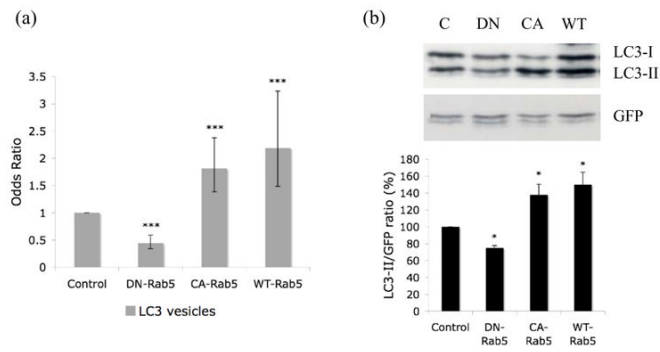 (a)
3.5
3
2.5
2
1.5
1
0.5
0
Odds Ratio
***
***
***
Control DN-Rab5 CA-Rab5 WT-Rab5
LC3 vesicles
(b)
C DN CA WT
LC3-I
LC3-II
GFP
180
160
140
120
100
80
60
40
20
0
LC3-II/GFP ratio (%)
*
*
*
Control DN- CA- WT-
Rab5 Rab5 Rab5